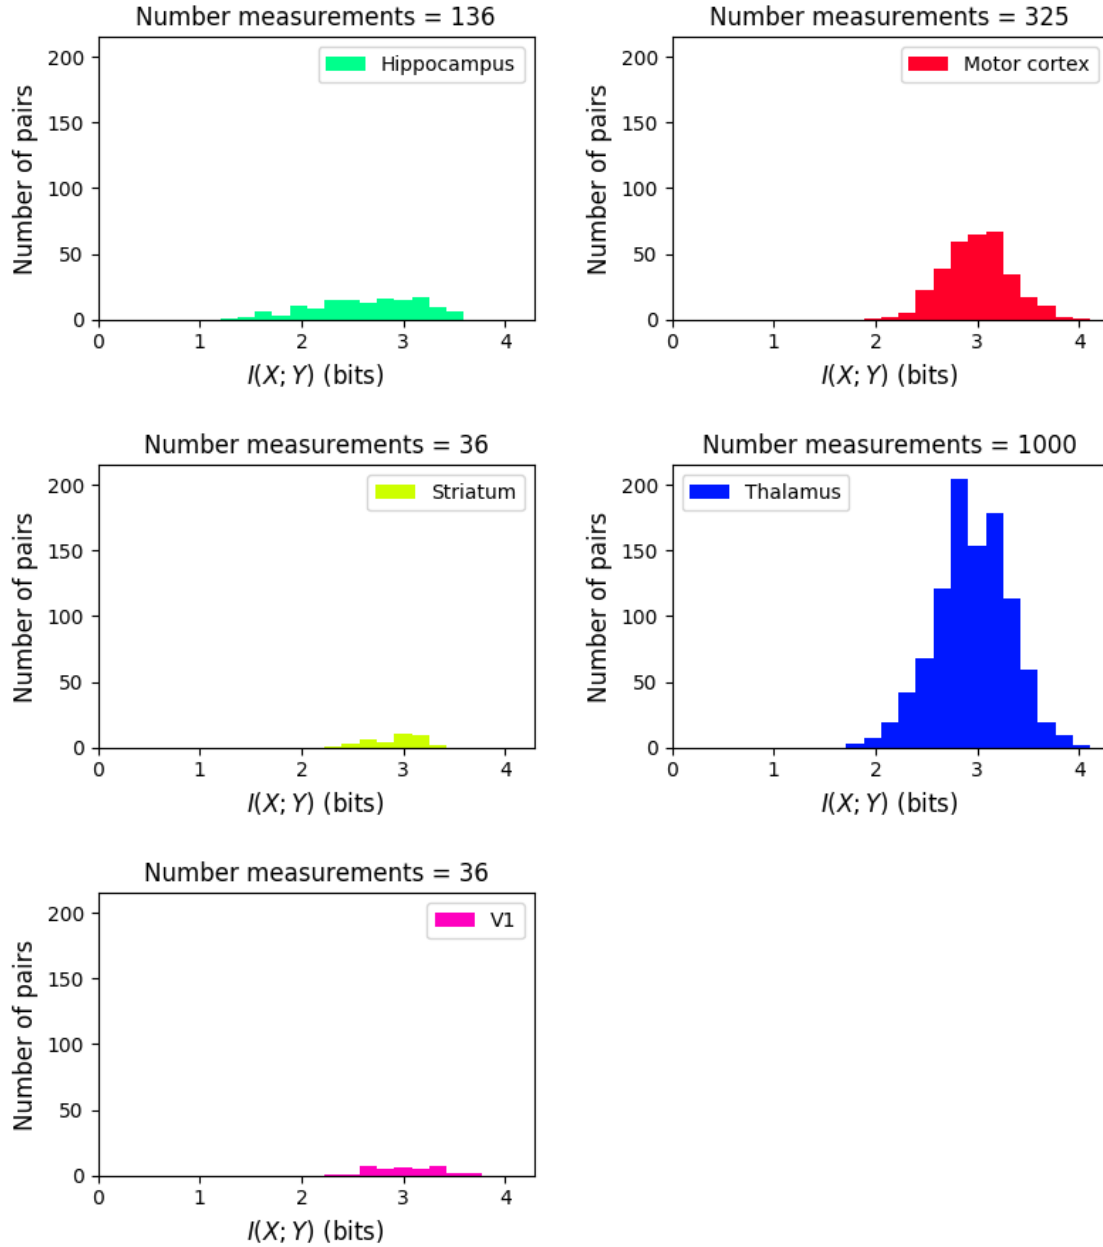 Number measurements = 136
200
150
100
50
0
Number of pairs
Hippocampus
0 1 2 3 4
I(X; Y) (bits)
Number measurements = 325
200
150
100
50
0
Number of pairs
Motor cortex
0 1 2 3 4
I(X; Y) (bits)
Number measurements = 36
200
150
100
50
0
Number of pairs
Striatum
0 1 2 3 4
I(X; Y) (bits)
Number measurements = 1000
200
150
100
50
0
Number of pairs
Thalamus
0 1 2 3 4
I(X; Y) (bits)
Number measurements = 36
200
150
100
50
0
Number of pairs
V1
0 1 2 3 4
I(X; Y) (bits)